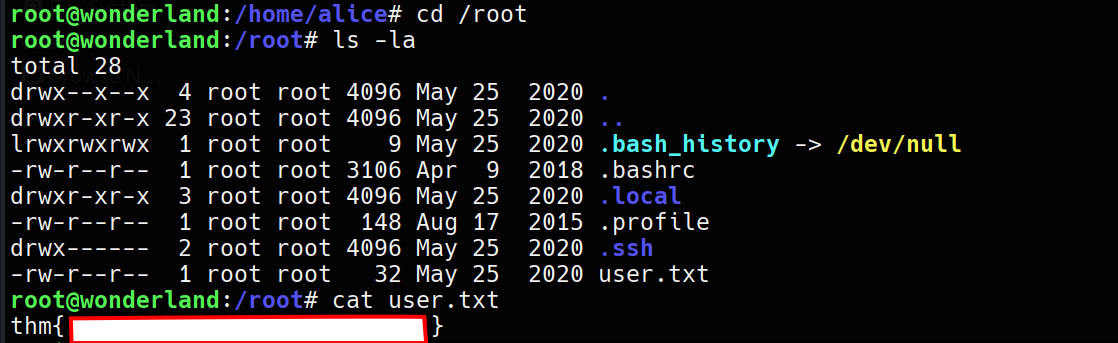 root@wonderland:/home/alice# cd /root
root@wonderland:/root# ls -la
total 28
drwx--x--x  4 root root 4096 May 25  2020 .
drwxr-xr-x 23 root root 4096 May 25  2020 ..
lrwxrwxrwx  1 root root    9 May 25  2020 .bash_history -> /dev/null
-rw-r--r--  1 root root 3106 Apr  9  2018 .bashrc
drwxr-xr-x  3 root root 4096 May 25  2020 .local
-rw-r--r--  1 root root  148 Aug 17  2015 .profile
drwx------  2 root root 4096 May 25  2020 .ssh
-rw-r--r--  1 root root   32 May 25  2020 user.txt
root@wonderland:/root# cat user.txt
thm{ }